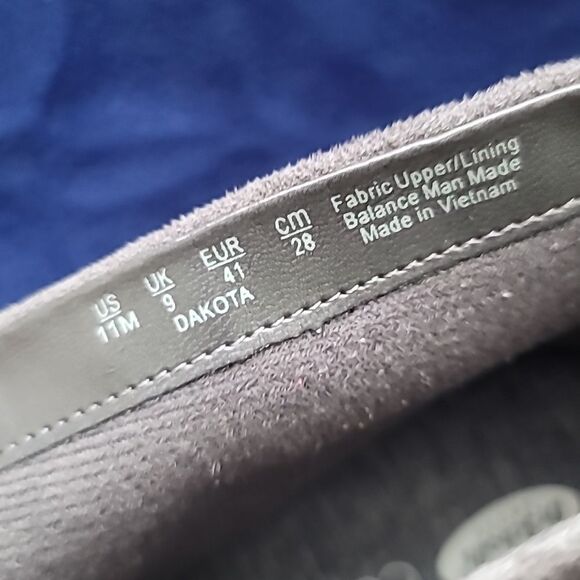 US UK EUR cm
11M 9 41 28
DAKOTA
Fabric Upper/Lining
Balance Man Made
Made in Vietnam